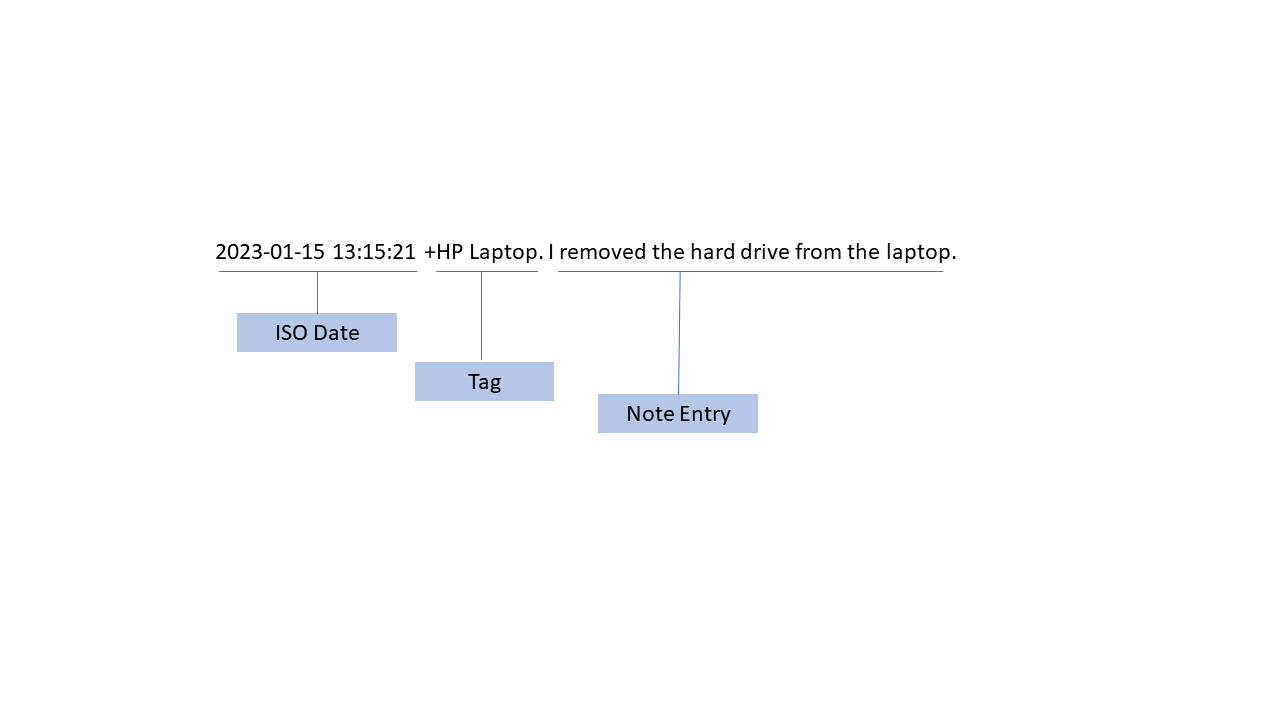 2023-01-15 13:15:21 +HP Laptop. I removed the hard drive from the laptop.
ISO Date
Tag
Note Entry